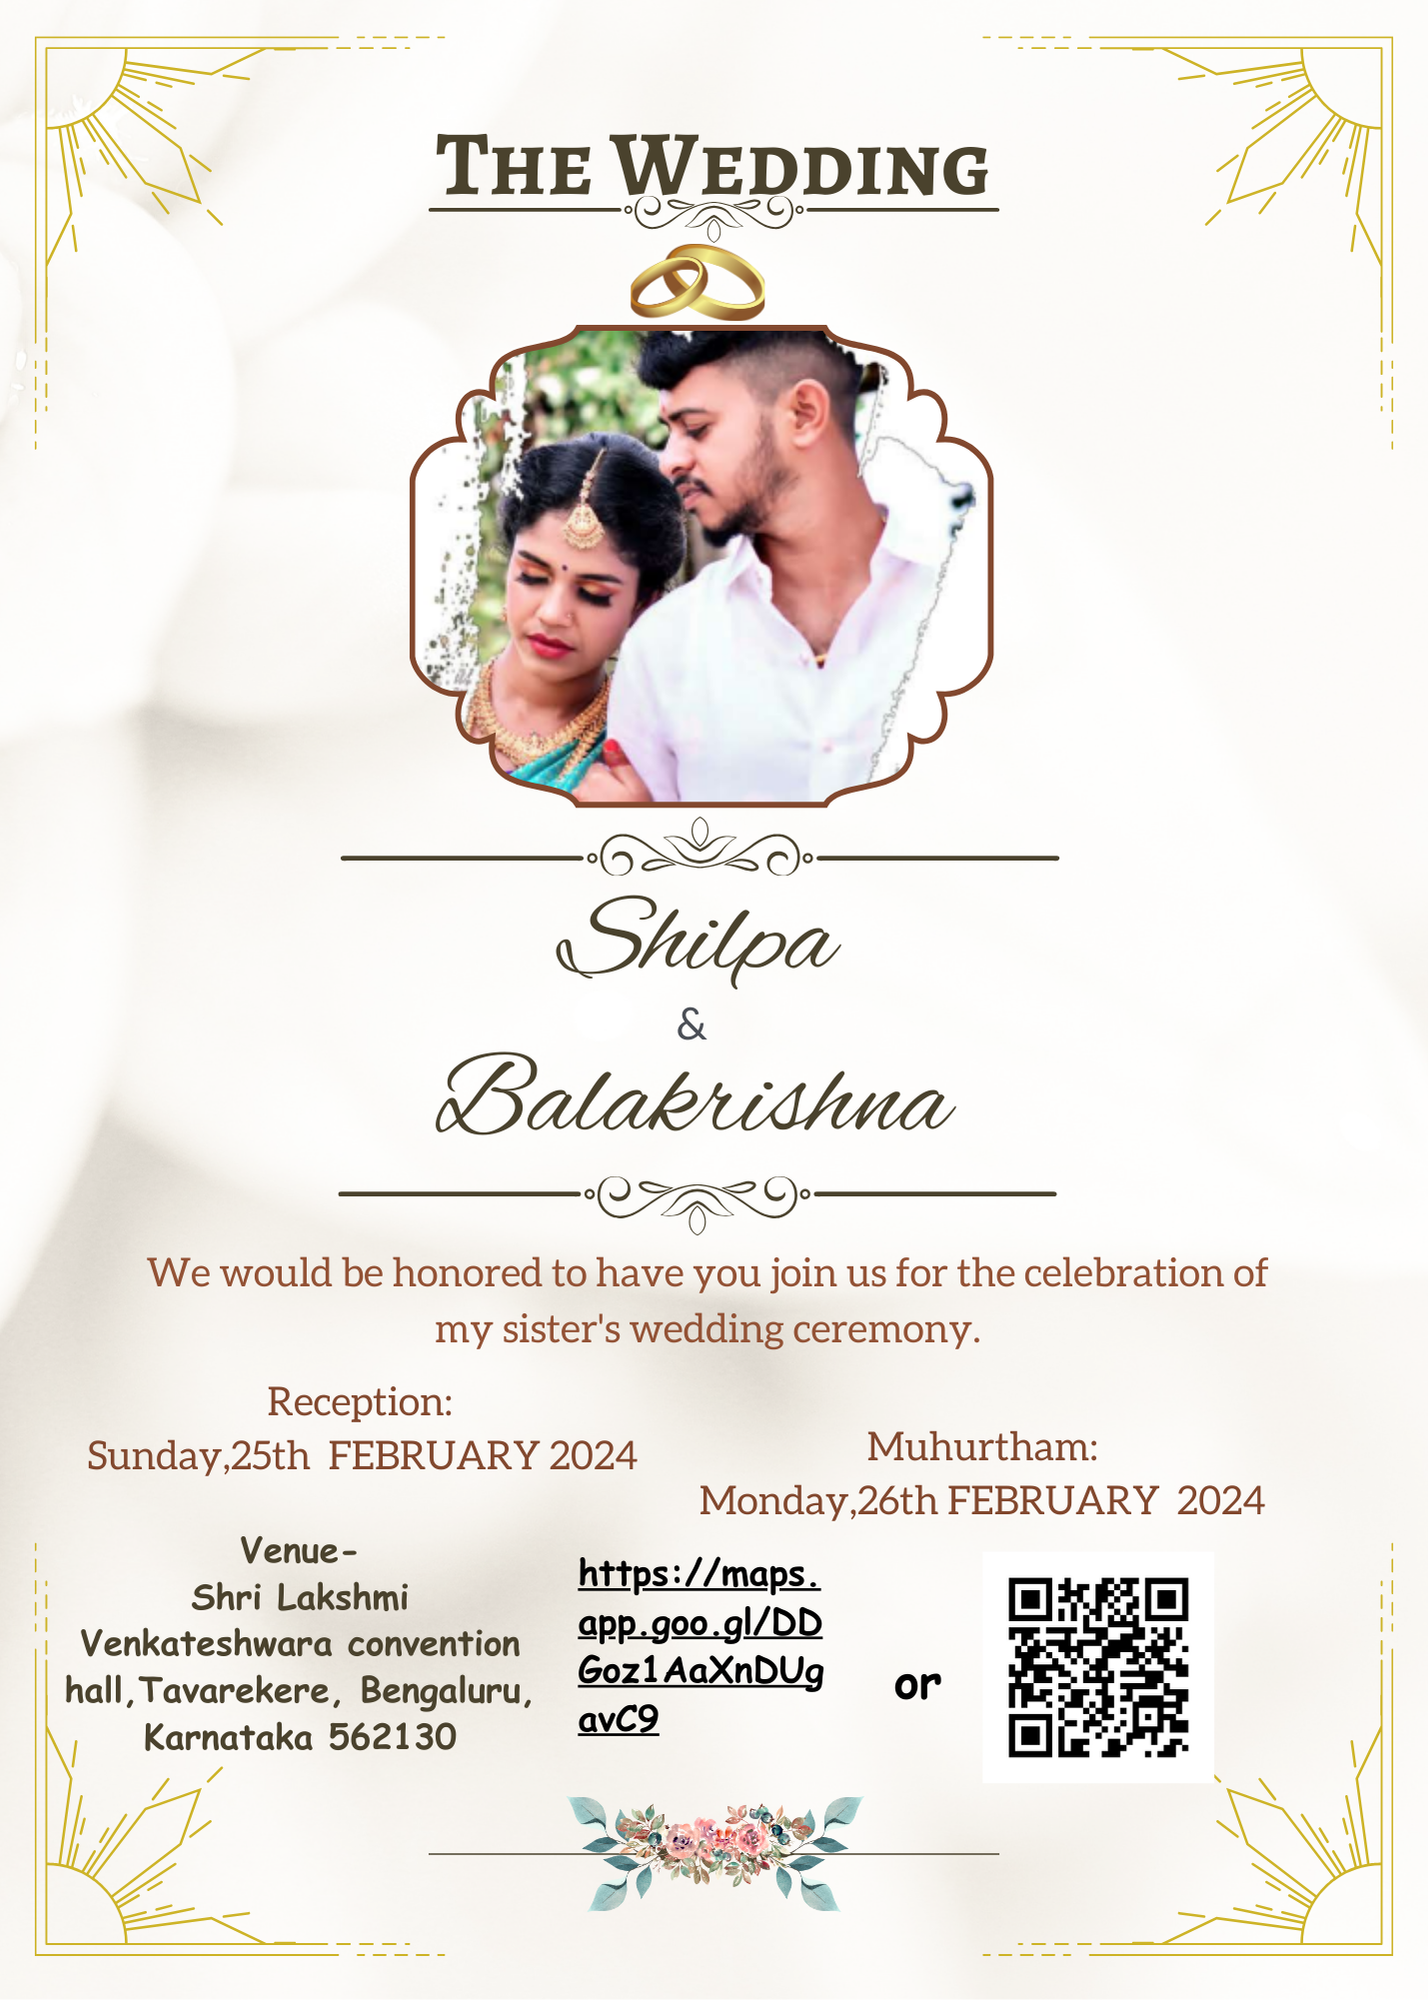 The Wedding
Shilpa
&
Balakrishna
We would be honored to have you join us for the celebration of
my sister's wedding ceremony.
Reception:
Sunday,25th FEBRUARY 2024
Muhurtham:
Monday,26th FEBRUARY 2024
Venue-
Shri Lakshmi
Venkateshwara convention
hall,Tavarekere, Bengaluru,
Karnataka 562130
https://maps.
app.goo.gl/DD
Goz1AaXnDUg
avC9
or